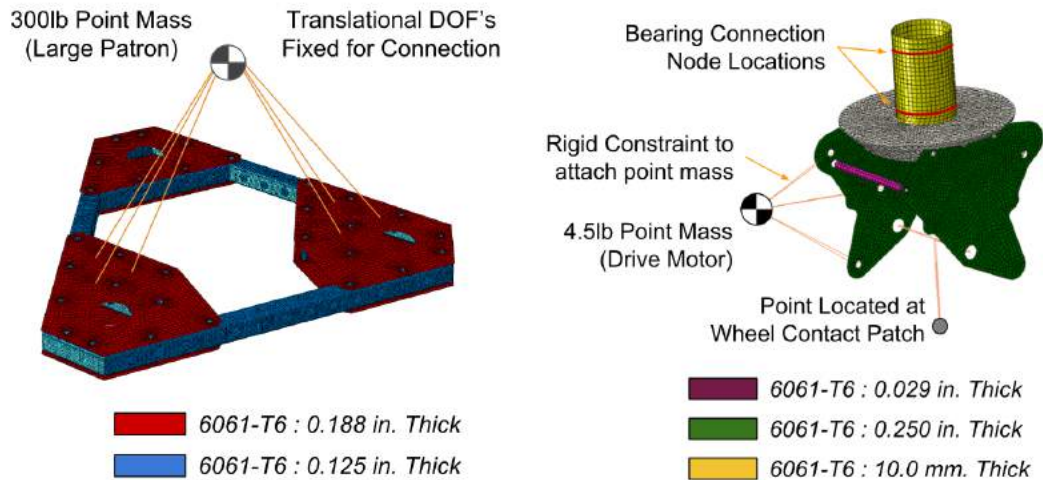 300lb Point Mass
(Large Patron)
Translational DOF's
Fixed for Connection
6061-T6 : 0.188 in. Thick
6061-T6 : 0.125 in. Thick
Bearing Connection
Node Locations
Rigid Constraint to
attach point mass
4.5lb Point Mass
(Drive Motor)
Point Located at
Wheel Contact Patch
6061-T6 : 0.029 in. Thick
6061-T6 : 0.250 in. Thick
6061-T6 : 10.0 mm. Thick